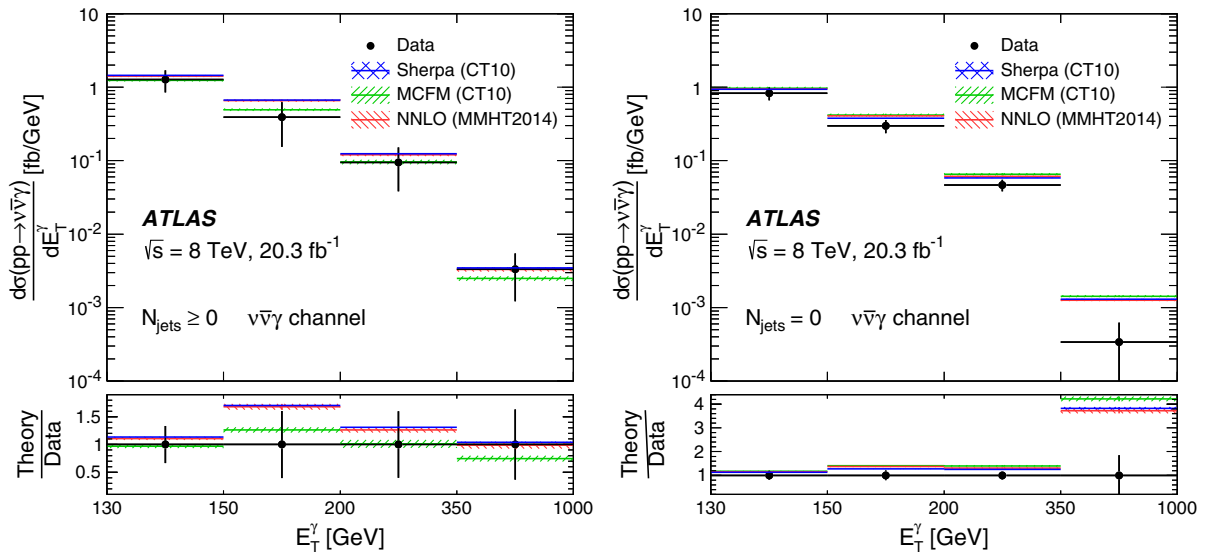 dσ(pp→νν̄γ)
dE_T^γ
[fb/GeV]
10
1
10⁻¹
10⁻²
10⁻³
10⁻⁴
Data
Sherpa (CT10)
MCFM (CT10)
NNLO (MMHT2014)
ATLAS
√s = 8 TeV, 20.3 fb⁻¹
N_jets ≥ 0 νν̄γ channel
Theory
Data
1.5
1
0.5
130 150 200 350 1000
E_T^γ [GeV]
dσ(pp→νν̄γ)
dE_T^γ
[fb/GeV]
10
1
10⁻¹
10⁻²
10⁻³
10⁻⁴
Data
Sherpa (CT10)
MCFM (CT10)
NNLO (MMHT2014)
ATLAS
√s = 8 TeV, 20.3 fb⁻¹
N_jets = 0 νν̄γ channel
Theory
Data
4
3
2
1
130 150 200 350 1000
E_T^γ [GeV]